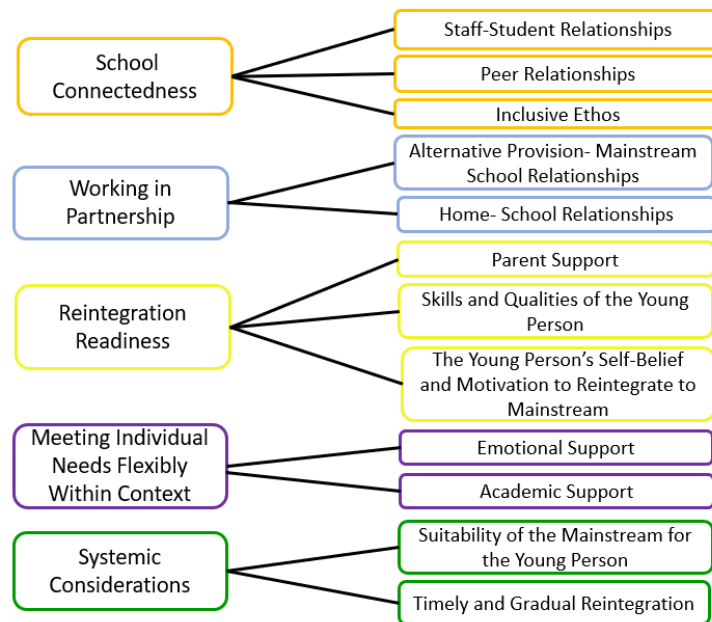 School
Connectedness
Staff-Student Relationships
Peer Relationships
Inclusive Ethos
Working in
Partnership
Alternative Provision- Mainstream
School Relationships
Home- School Relationships
Reintegration
Readiness
Parent Support
Skills and Qualities of the Young
Person
The Young Person’s Self-Belief
and Motivation to Reintegrate to
Mainstream
Meeting Individual
Needs Flexibly
Within Context
Emotional Support
Academic Support
Systemic
Considerations
Suitability of the Mainstream for
the Young Person
Timely and Gradual Reintegration